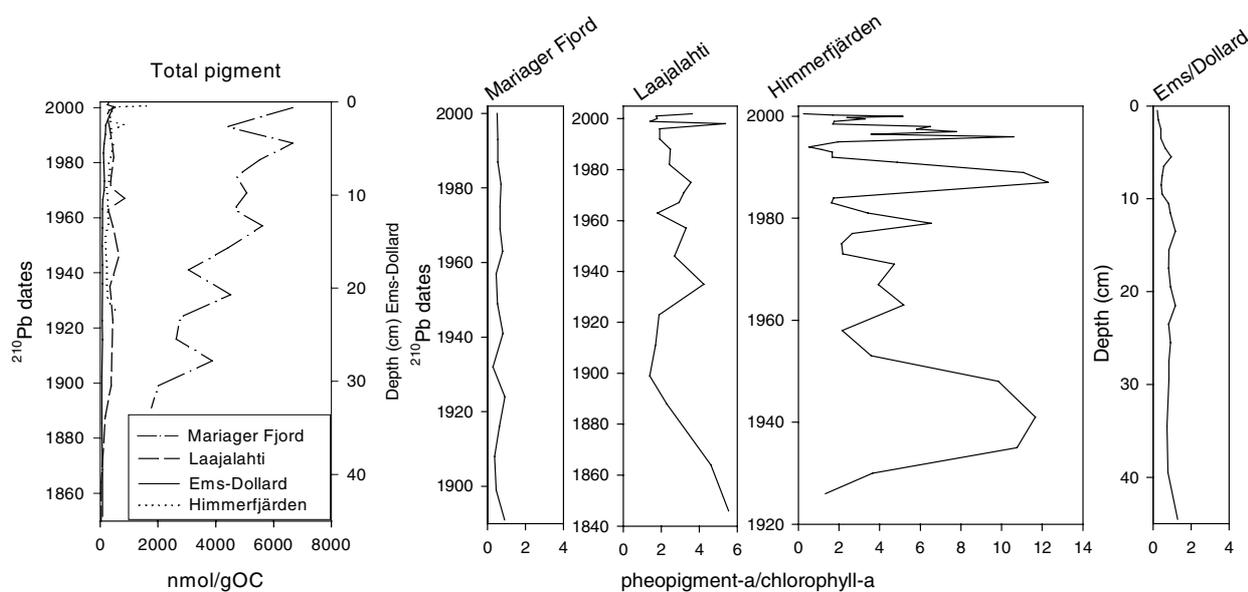 Total pigment
2000
1980
1960
1940
1920
1900
1880
1860
210Pb dates
0
10
20
30
40
Depth (cm) Ems-Dollard
Mariager Fjord
Laajalahti
Ems-Dollard
Himmerfjärden
0 2000 4000 6000 8000
nmol/gOC
Mariager Fjord
2000
1980
1960
1940
1920
1900
210Pb dates
0 2 4
Laajalahti
2000
1980
1960
1940
1920
1900
1880
1860
1840
0 2 4 6
Himmerfjärden
2000
1980
1960
1940
1920
0 2 4 6 8 10 12 14
pheopigment-a/chlorophyll-a
Ems/Dollard
0
10
20
30
40
Depth (cm)
0 2 4